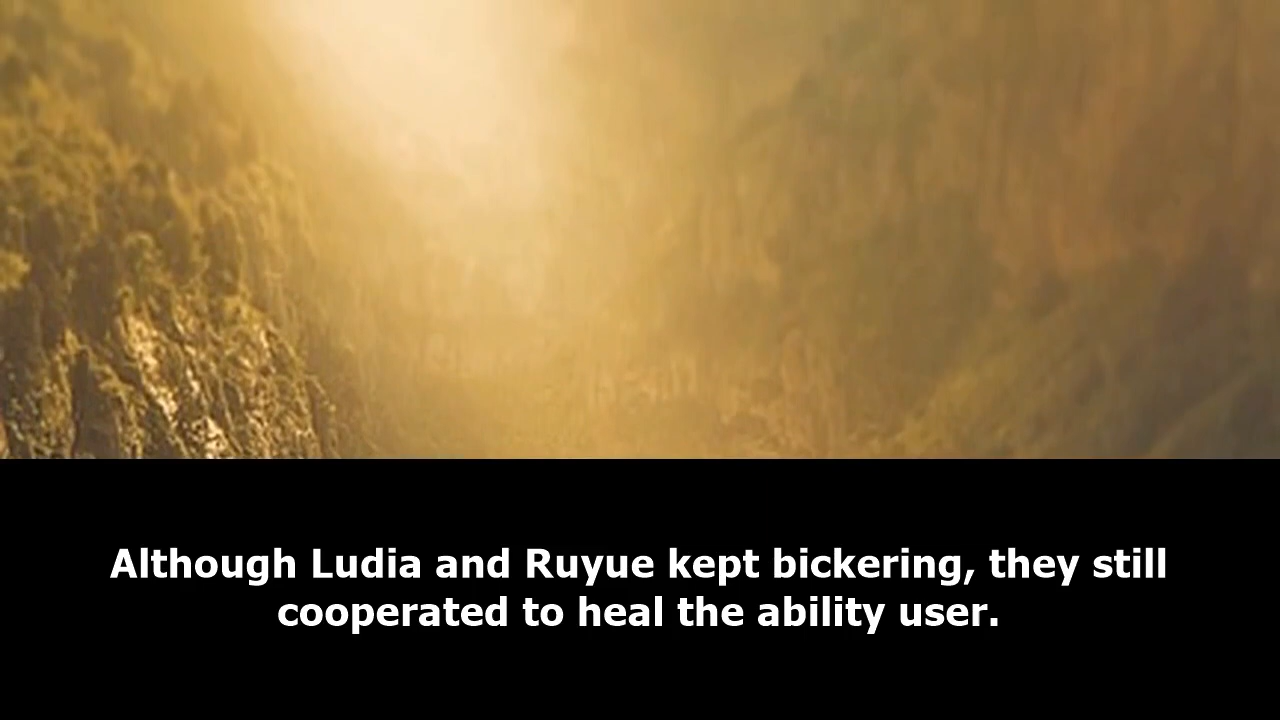 Although Ludia and Ruyue kept bickering, they still
cooperated to heal the ability user.